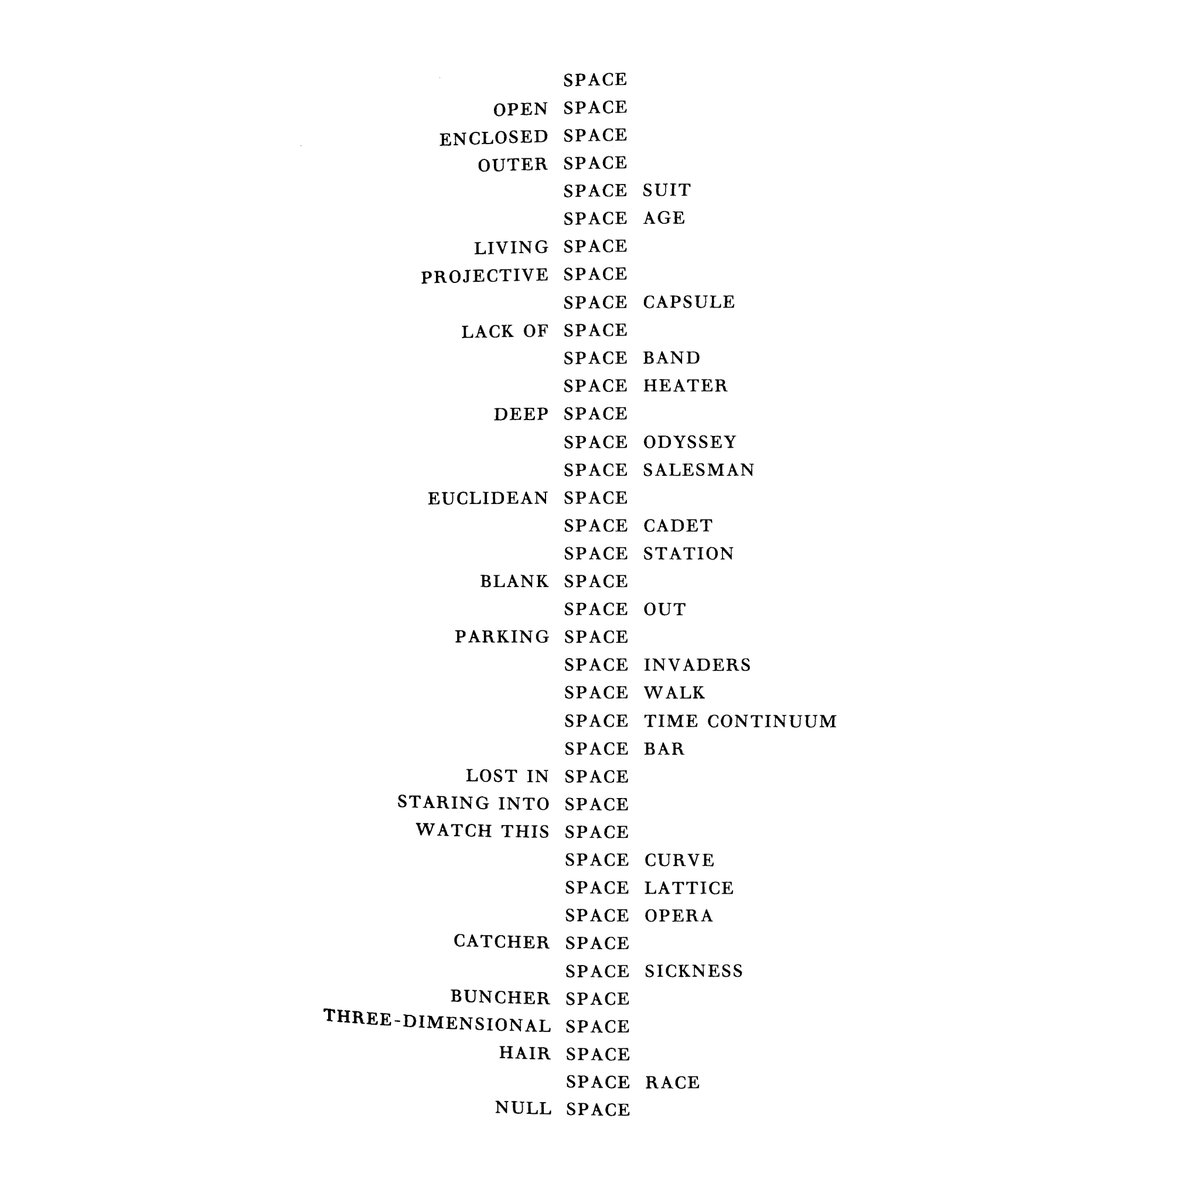 SPACE
OPEN SPACE
ENCLOSED SPACE
OUTER SPACE
SPACE SUIT
SPACE AGE
LIVING SPACE
PROJECTIVE SPACE
SPACE CAPSULE
LACK OF SPACE
SPACE BAND
SPACE HEATER
DEEP SPACE
SPACE ODYSSEY
SPACE SALESMAN
EUCLIDEAN SPACE
SPACE CADET
SPACE STATION
BLANK SPACE
SPACE OUT
PARKING SPACE
SPACE INVADERS
SPACE WALK
SPACE TIME CONTINUUM
SPACE BAR
LOST IN SPACE
STARING INTO SPACE
WATCH THIS SPACE
SPACE CURVE
SPACE LATTICE
SPACE OPERA
CATCHER SPACE
SPACE SICKNESS
BUNCHER SPACE
THREE-DIMENSIONAL SPACE
HAIR SPACE
SPACE RACE
NULL SPACE